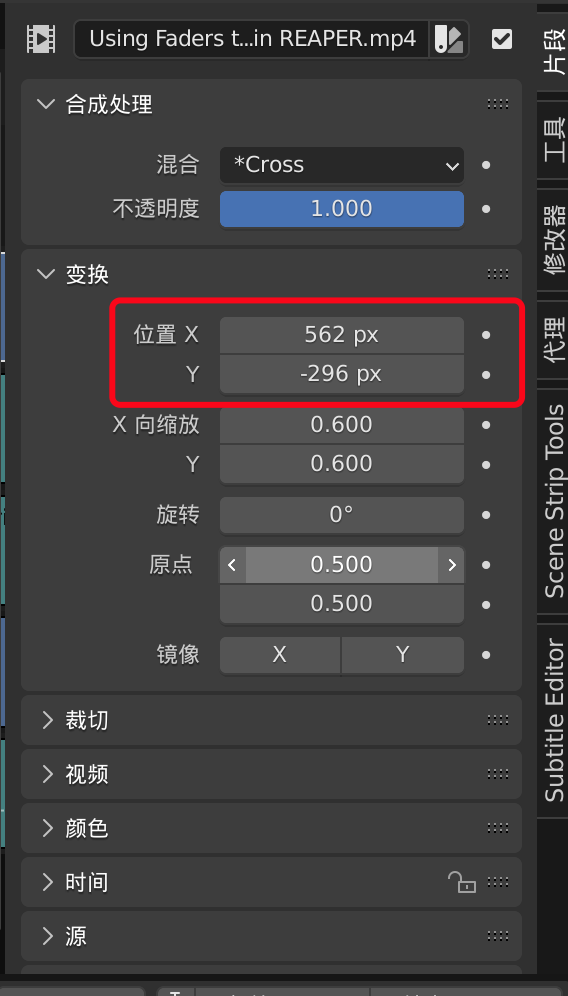 Using Faders t...in REAPER.mp4
合成处理
混合 *Cross
不透明度 1.000
变换
位置 X 562 px
Y -296 px
X 向缩放 0.600
Y 0.600
旋转 0°
原点 0.500
0.500
镜像 X Y
裁切
视频
颜色
时间
源
片段
工具
修改器
代理
Scene Strip Tools
Subtitle Editor